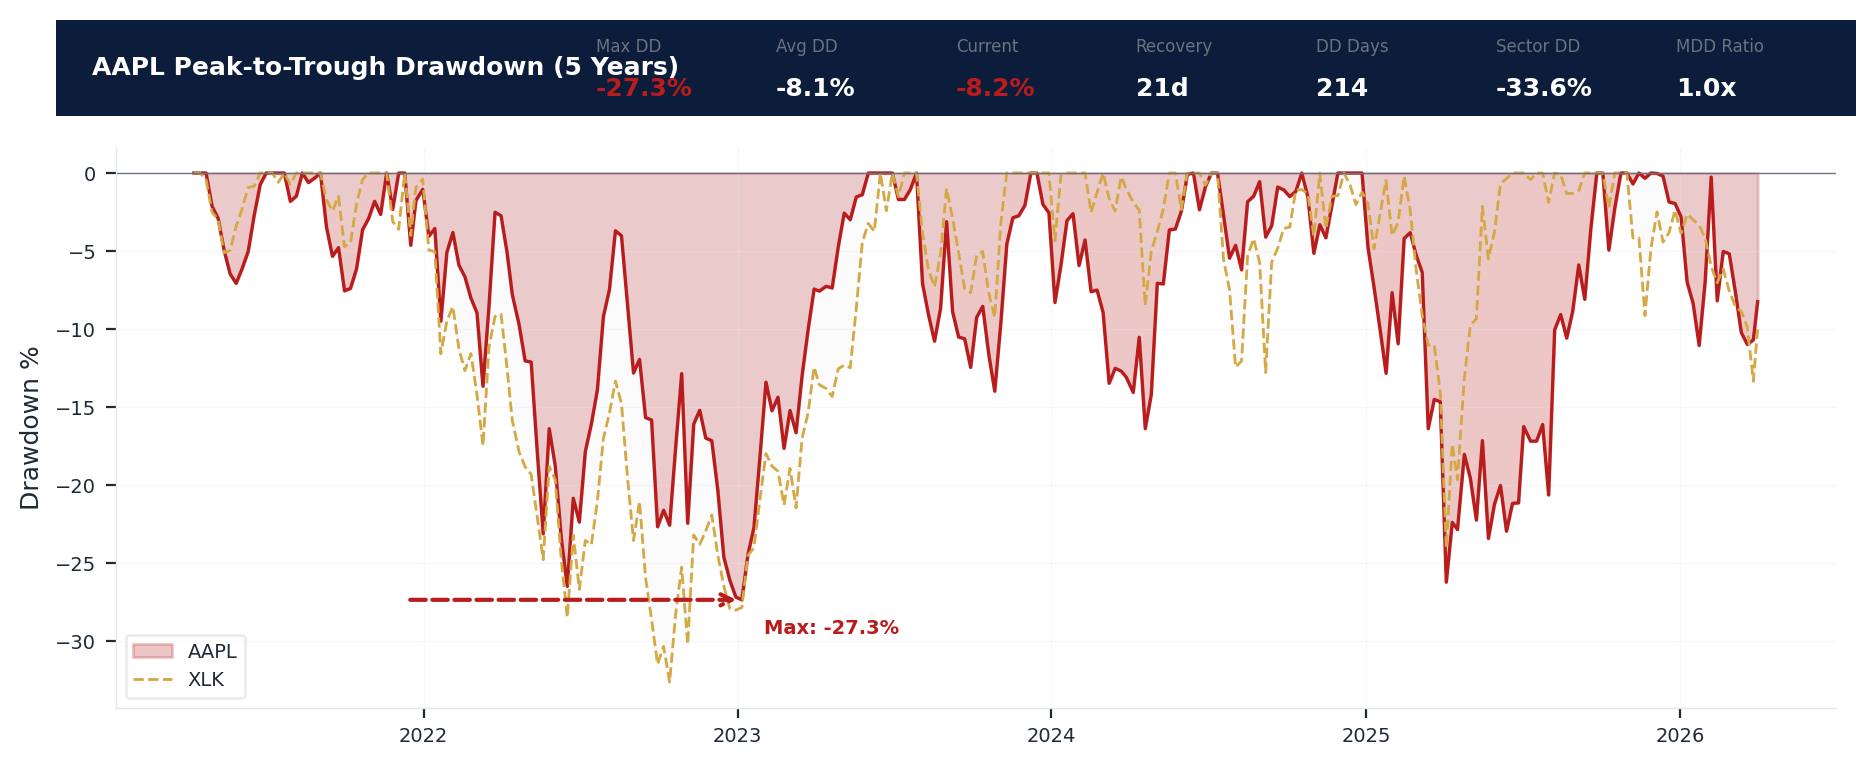 AAPL Peak-to-Trough Drawdown (5 Years)
Max DD
-27.3%
Avg DD
-8.1%
Current
-8.2%
Recovery
21d
DD Days
214
Sector DD
-33.6%
MDD Ratio
1.0x
Drawdown %
0
−5
−10
−15
−20
−25
−30
Max: -27.3%
AAPL
XLK
2022
2023
2024
2025
2026